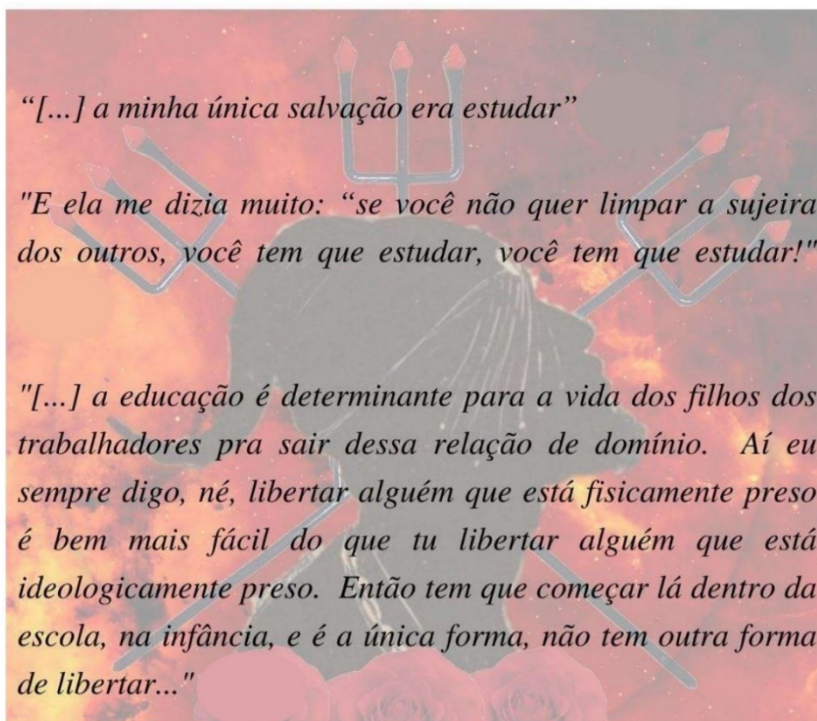 “[...] a minha única salvação era estudar”
"E ela me dizia muito: “se você não quer limpar a sujeira
dos outros, você tem que estudar, você tem que estudar!"
"[...] a educação é determinante para a vida dos filhos dos
trabalhadores pra sair dessa relação de domínio. Aí eu
sempre digo, né, libertar alguém que está fisicamente preso
é bem mais fácil do que tu libertar alguém que está
ideologicamente preso. Então tem que começar lá dentro da
escola, na infância, e é a única forma, não tem outra forma
de libertar..."